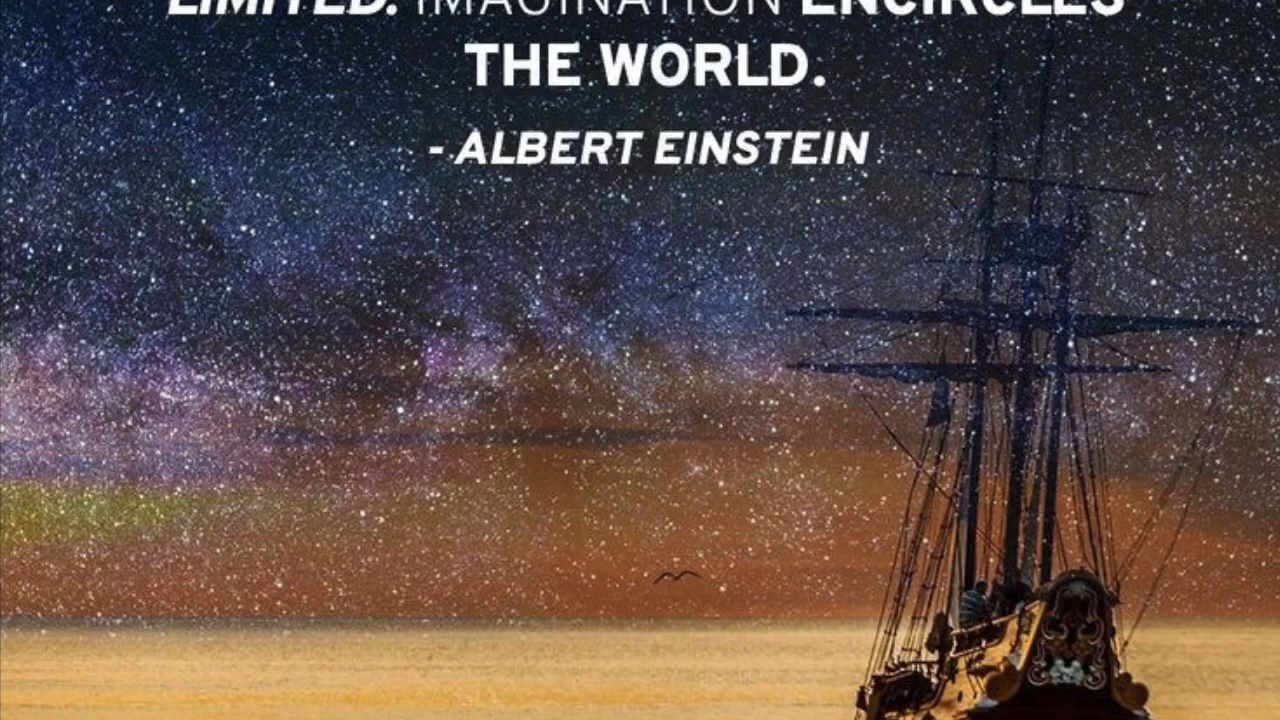 LIMITED. IMAGINATION ENCIRCLES
THE WORLD.
- ALBERT EINSTEIN